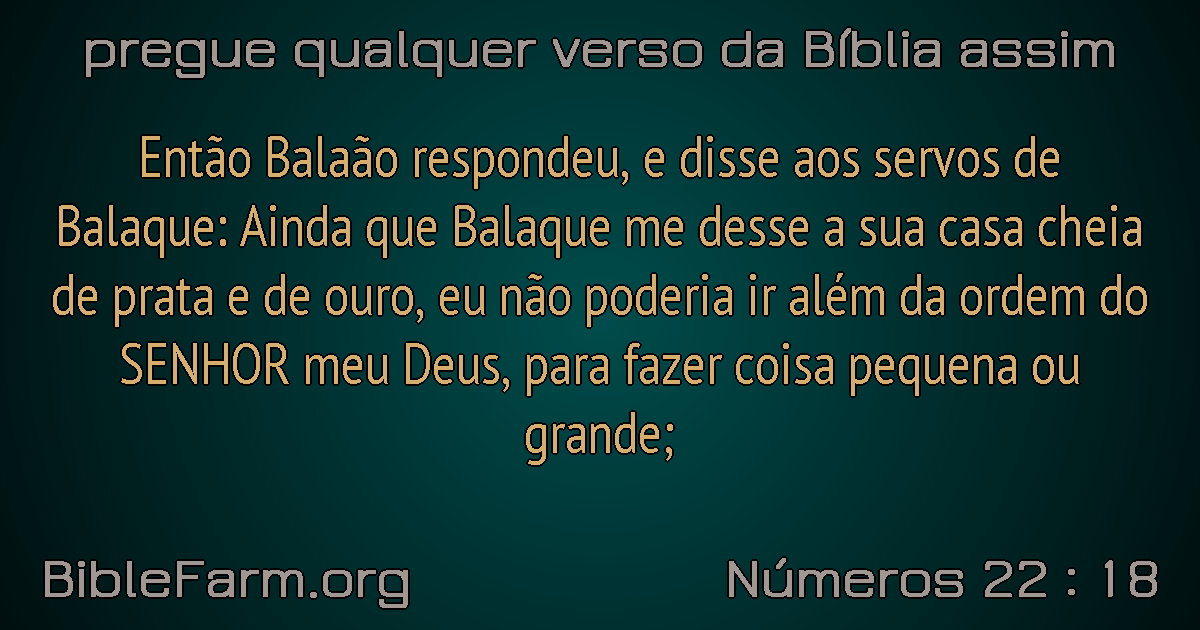 pregue qualquer verso da Bíblia assim
Então Balaão respondeu, e disse aos servos de
Balaque: Ainda que Balaque me desse a sua casa cheia
de prata e de ouro, eu não poderia ir além da ordem do
SENHOR meu Deus, para fazer coisa pequena ou
grande;
BibleFarm.org
Números 22 : 18